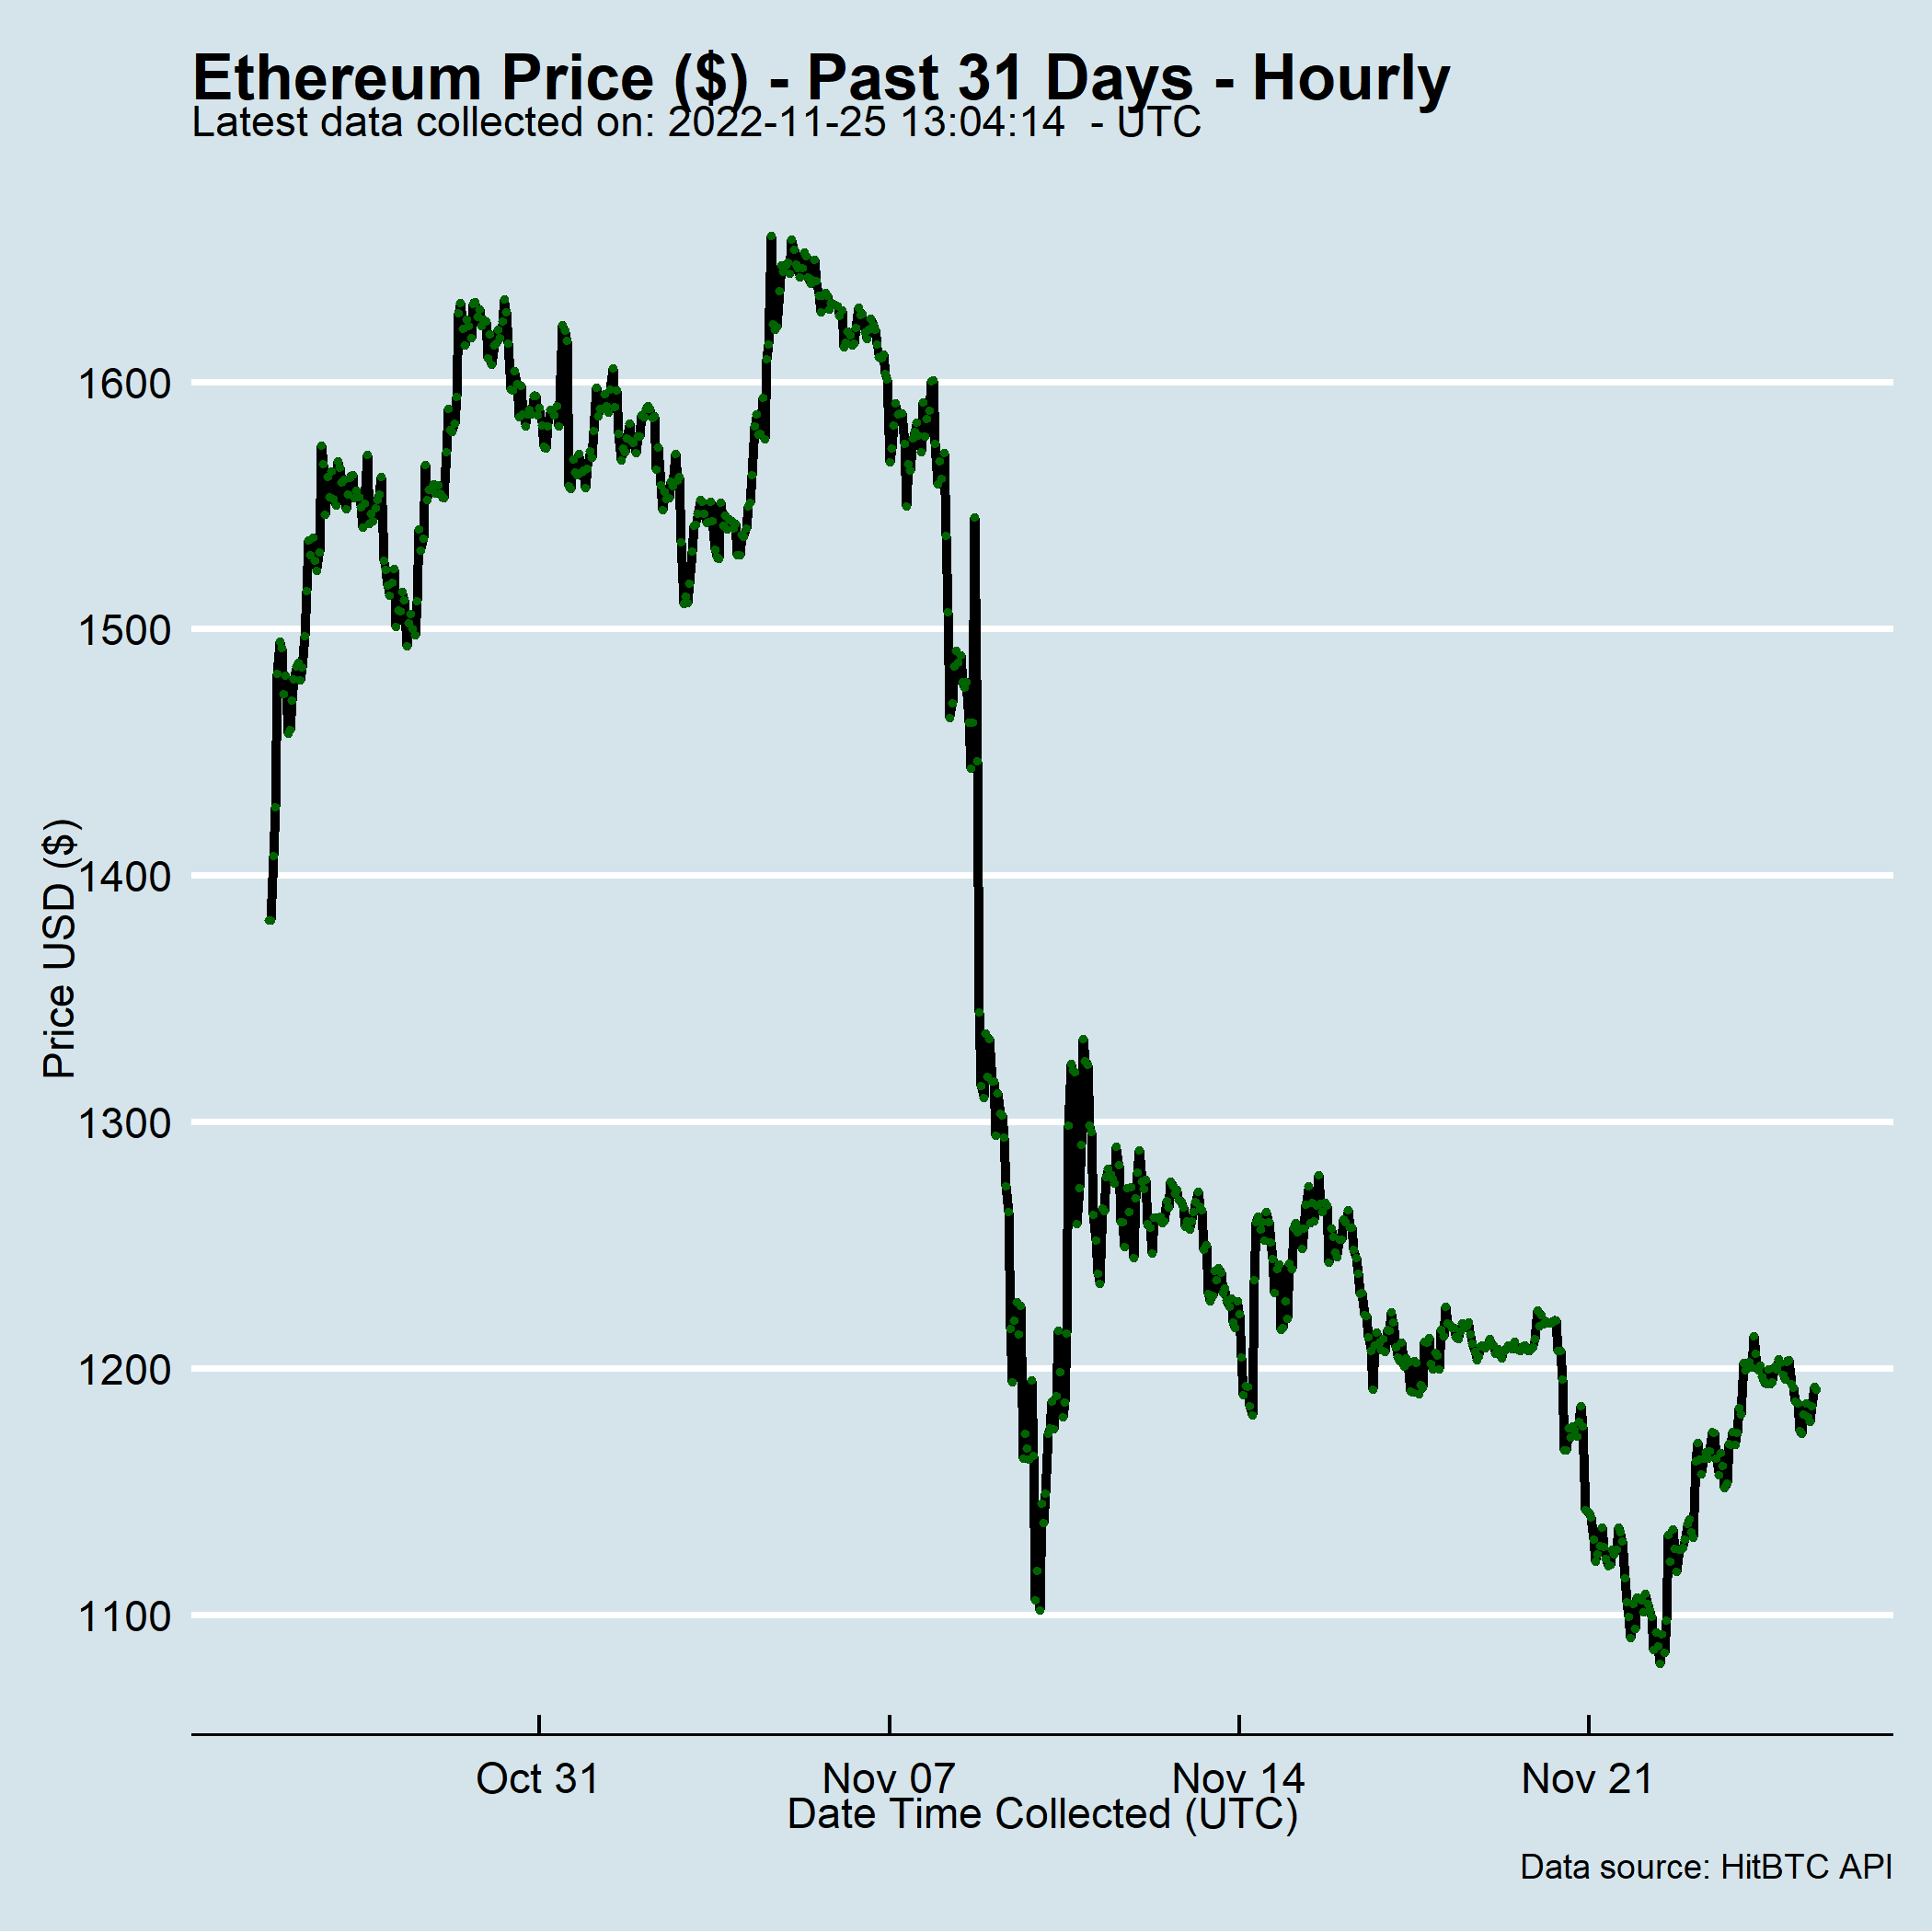 Ethereum Price ($) - Past 31 Days - Hourly
Latest data collected on: 2022-11-25 13:04:14  - UTC
Price USD ($)
1600
1500
1400
1300
1200
1100
Oct 31
Nov 07
Nov 14
Nov 21
Date Time Collected (UTC)
Data source: HitBTC API